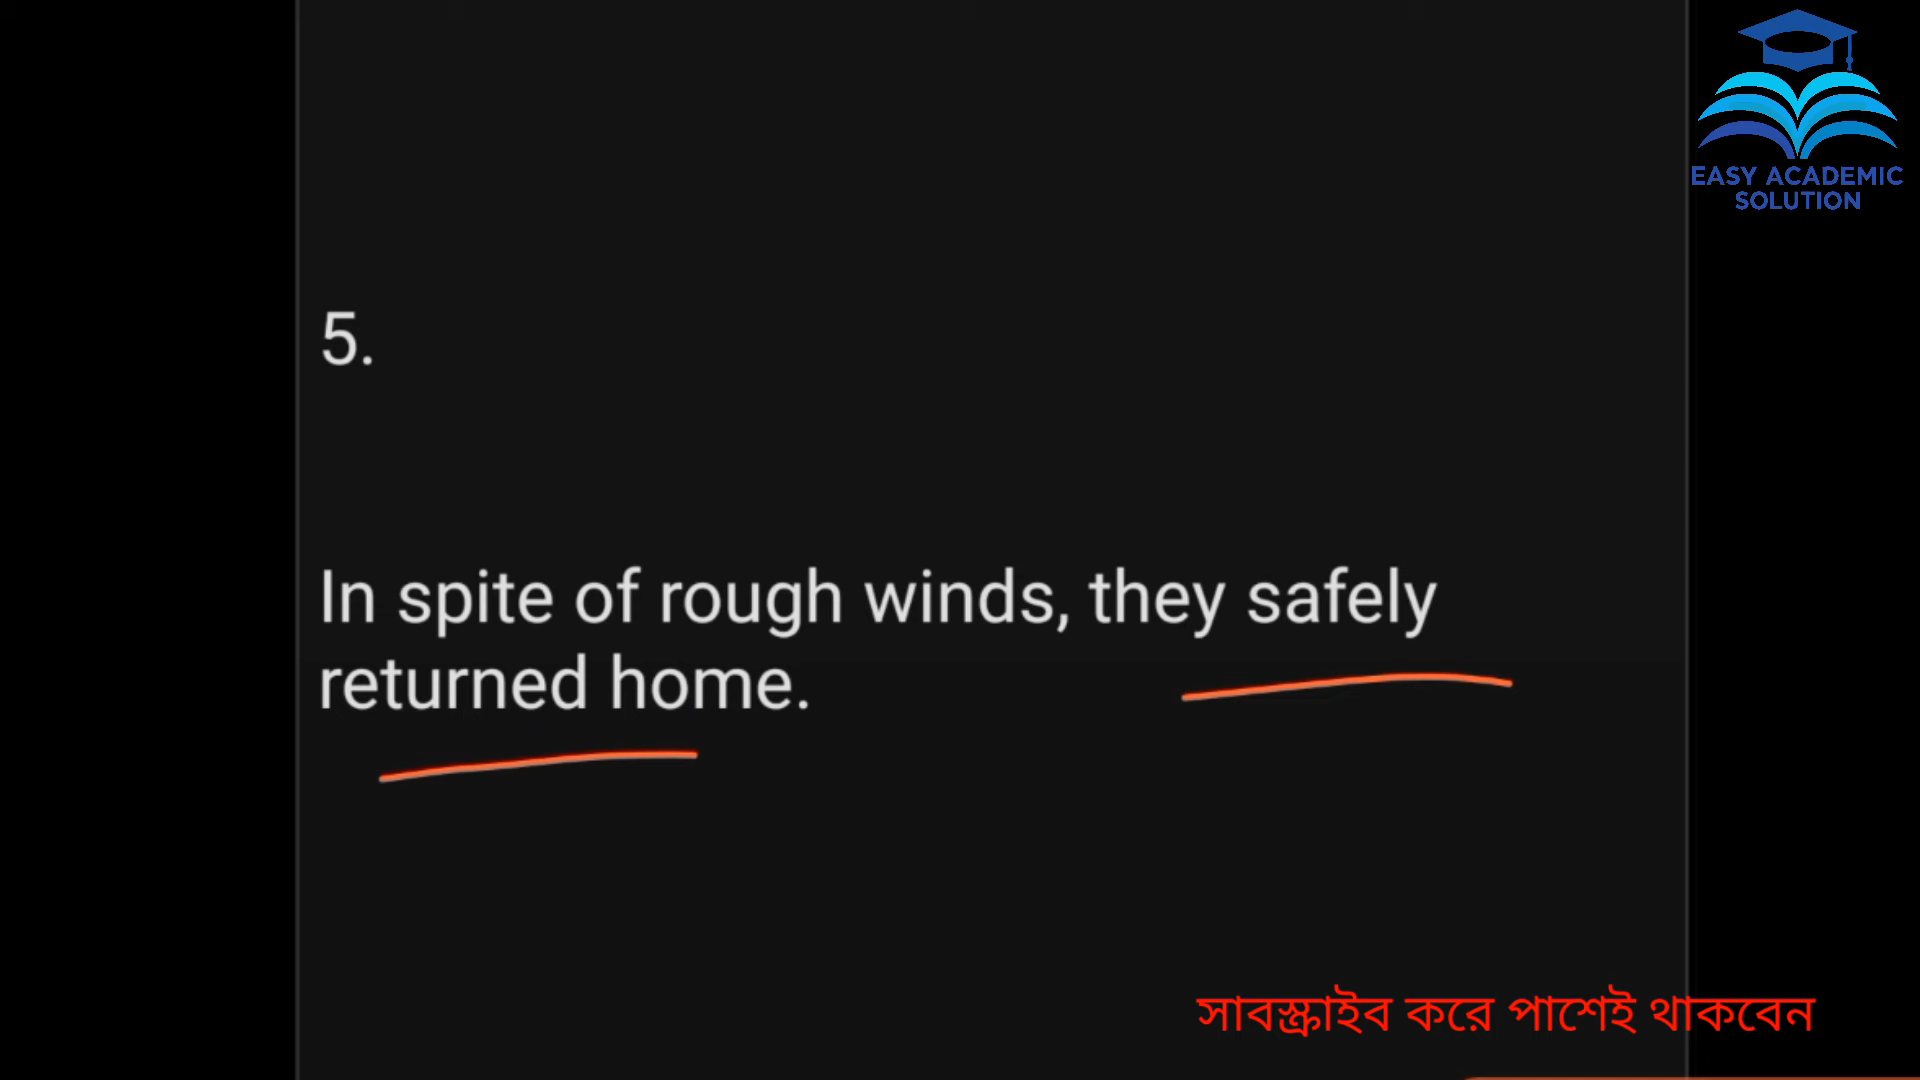 EASY ACADEMIC
SOLUTION
5.
In spite of rough winds, they safely
returned home.
সাবস্ক্রাইব করে পাশেই থাকবেন